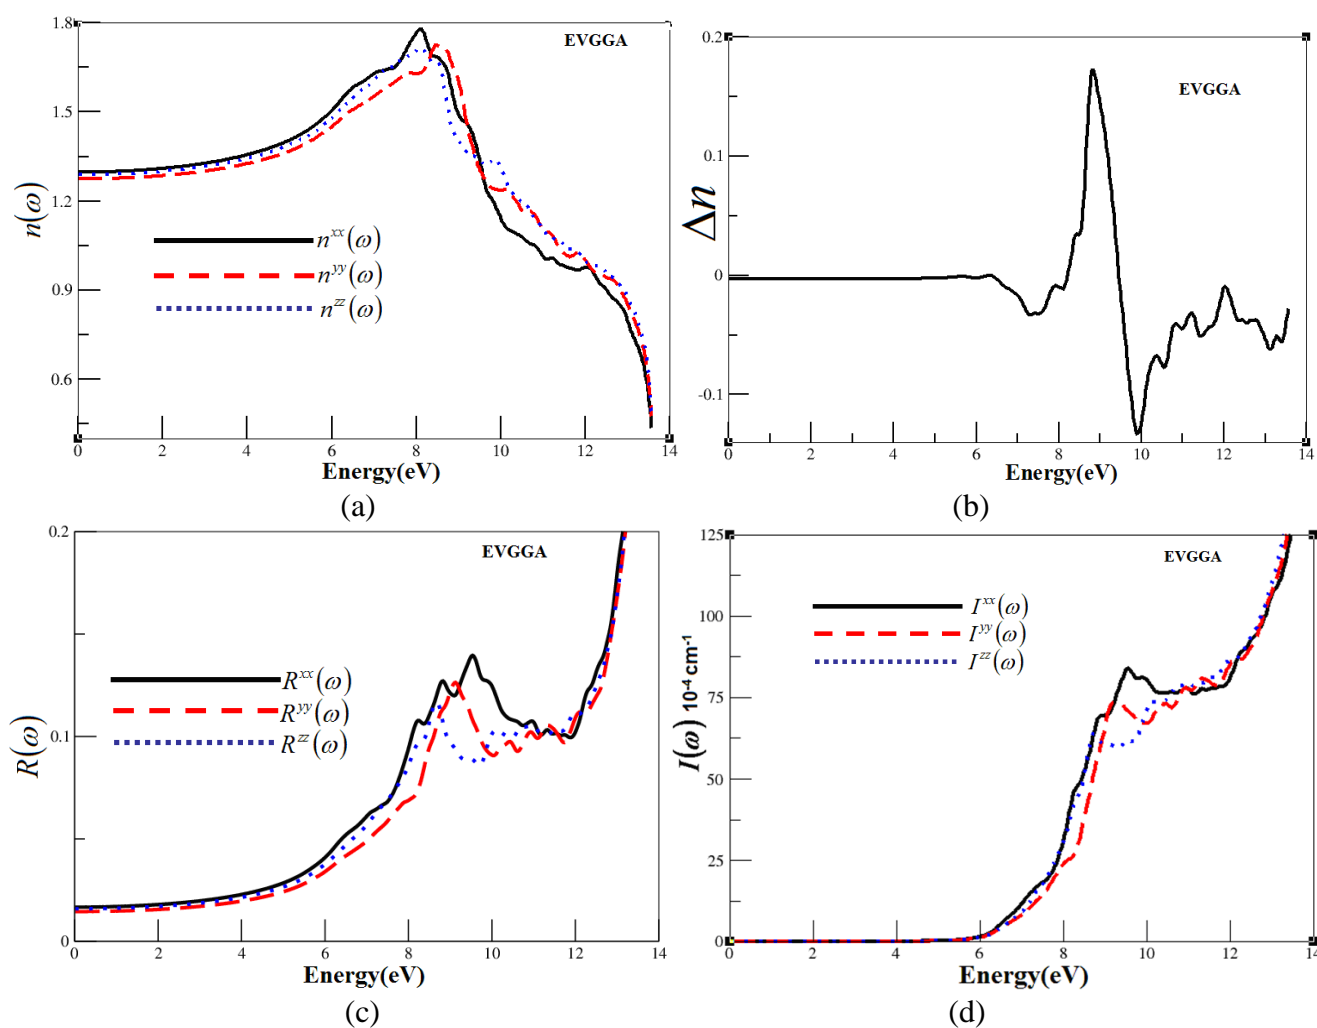 1.8
1.5
1.2
0.9
0.6
n(ω)
EVGGA
n^xx(ω)
n^yy(ω)
n^zz(ω)
0 2 4 6 8 10 12 14
Energy(eV)
(a)
0.2
0.1
0
-0.1
Δn
EVGGA
0 2 4 6 8 10 12 14
Energy(eV)
(b)
0.2
0.1
0
R(ω)
EVGGA
R^xx(ω)
R^yy(ω)
R^zz(ω)
0 2 4 6 8 10 12 14
Energy(eV)
(c)
125
100
75
50
25
0
I(ω) 10^-4 cm^-1
EVGGA
I^xx(ω)
I^yy(ω)
I^zz(ω)
0 2 4 6 8 10 12 14
Energy(eV)
(d)